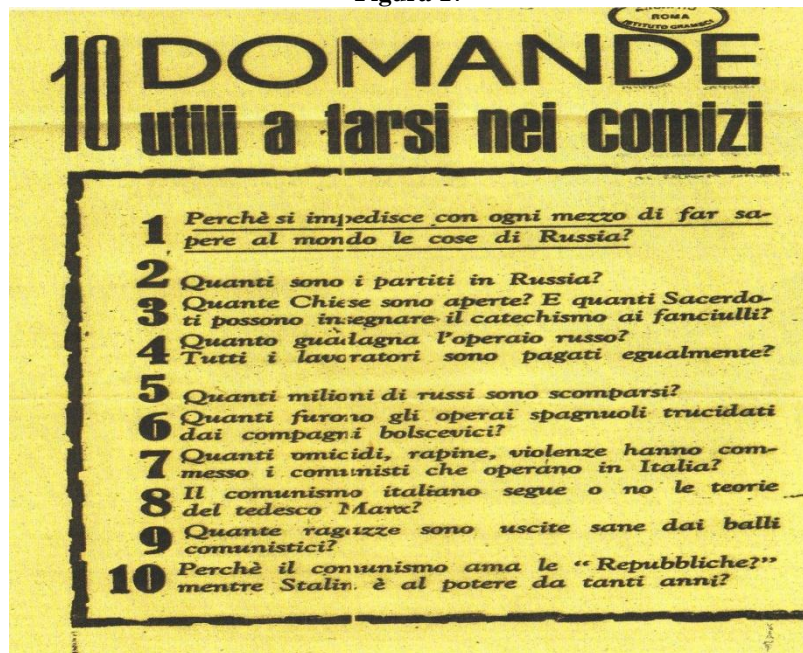 Figura 1.
ROMA
ISTITUTO GRAMSCI
10 DOMANDE
utili a farsi nei comizi
1 Perchè si impedisce con ogni mezzo di far sa-
pere al mondo le cose di Russia?
2 Quanti sono i partiti in Russia?
3 Quante Chiese sono aperte? E quanti Sacerdo-
ti possono insegnare il catechismo ai fanciulli?
4 Quanto guadagna l'operaio russo?
Tutti i lavoratori sono pagati egualmente?
5 Quanti milioni di russi sono scomparsi?
6 Quanti furono gli operai spagnuoli trucidati
dai compagni bolscevici?
7 Quanti omicidi, rapine, violenze hanno com-
messo i comunisti che operano in Italia?
8 Il comunismo italiano segue o no le teorie
del tedesco Marx?
9 Quante ragazze sono uscite sane dai balli
comunistici?
10 Perchè il comunismo ama le "Repubbliche?"
mentre Stalin è al potere da tanti anni?